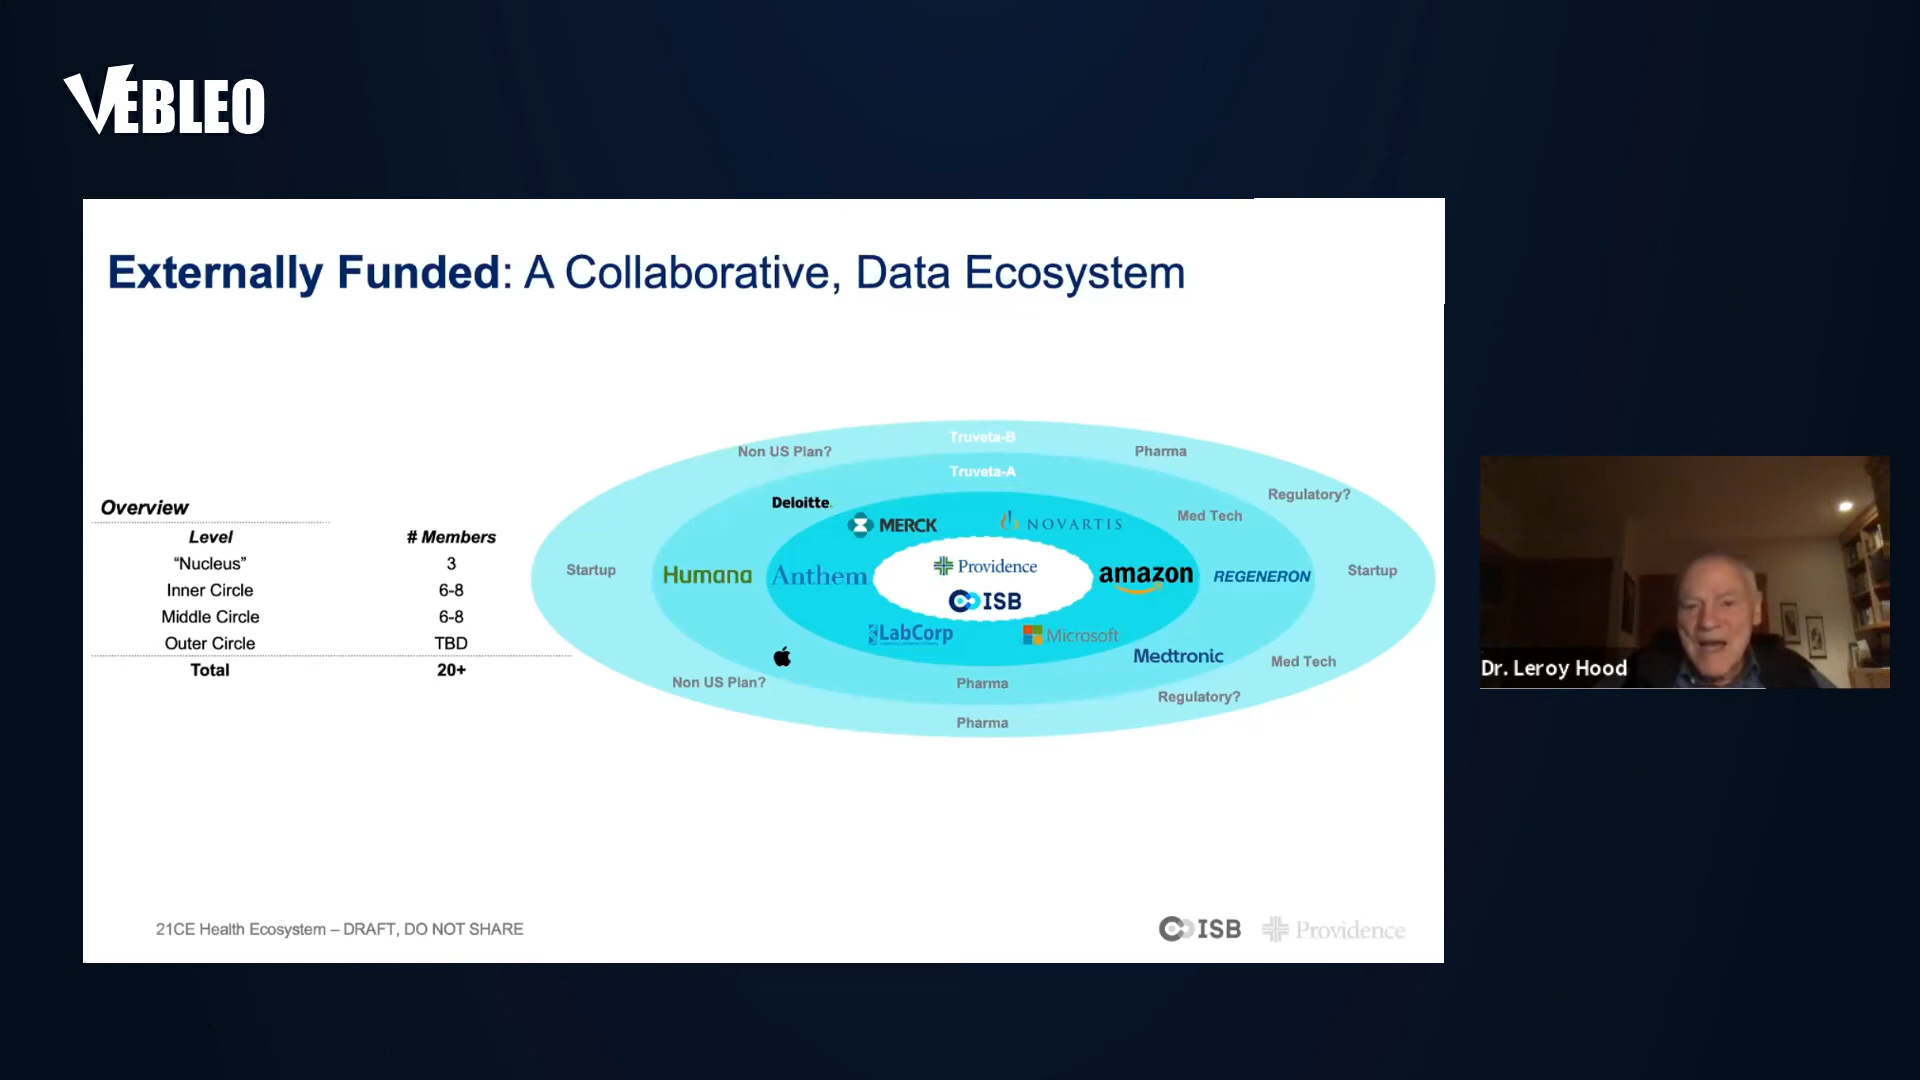 VEBLEO
Externally Funded: A Collaborative, Data Ecosystem
Overview
Level # Members
“Nucleus” 3
Inner Circle 6-8
Middle Circle 6-8
Outer Circle TBD
Total 20+
Truveta-B
Non US Plan? Pharma
Truveta-A
Regulatory?
Deloitte. Med Tech
MERCK NOVARTIS
Providence
Startup Humana Anthem amazon REGENERON Startup
ISB
LabCorp Microsoft
Medtronic Med Tech
Non US Plan? Pharma Regulatory?
Pharma
21CE Health Ecosystem – DRAFT, DO NOT SHARE
ISB Providence
Dr. Leroy Hood